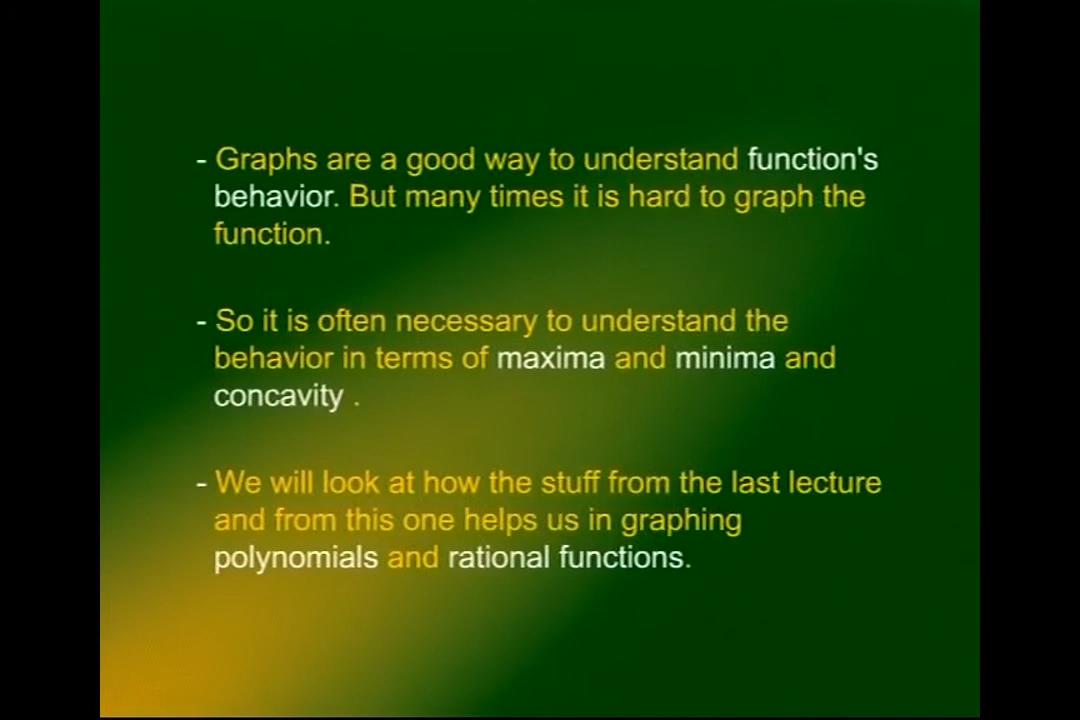 - Graphs are a good way to understand function's
behavior. But many times it is hard to graph the
function.
- So it is often necessary to understand the
behavior in terms of maxima and minima and
concavity .
- We will look at how the stuff from the last lecture
and from this one helps us in graphing
polynomials and rational functions.